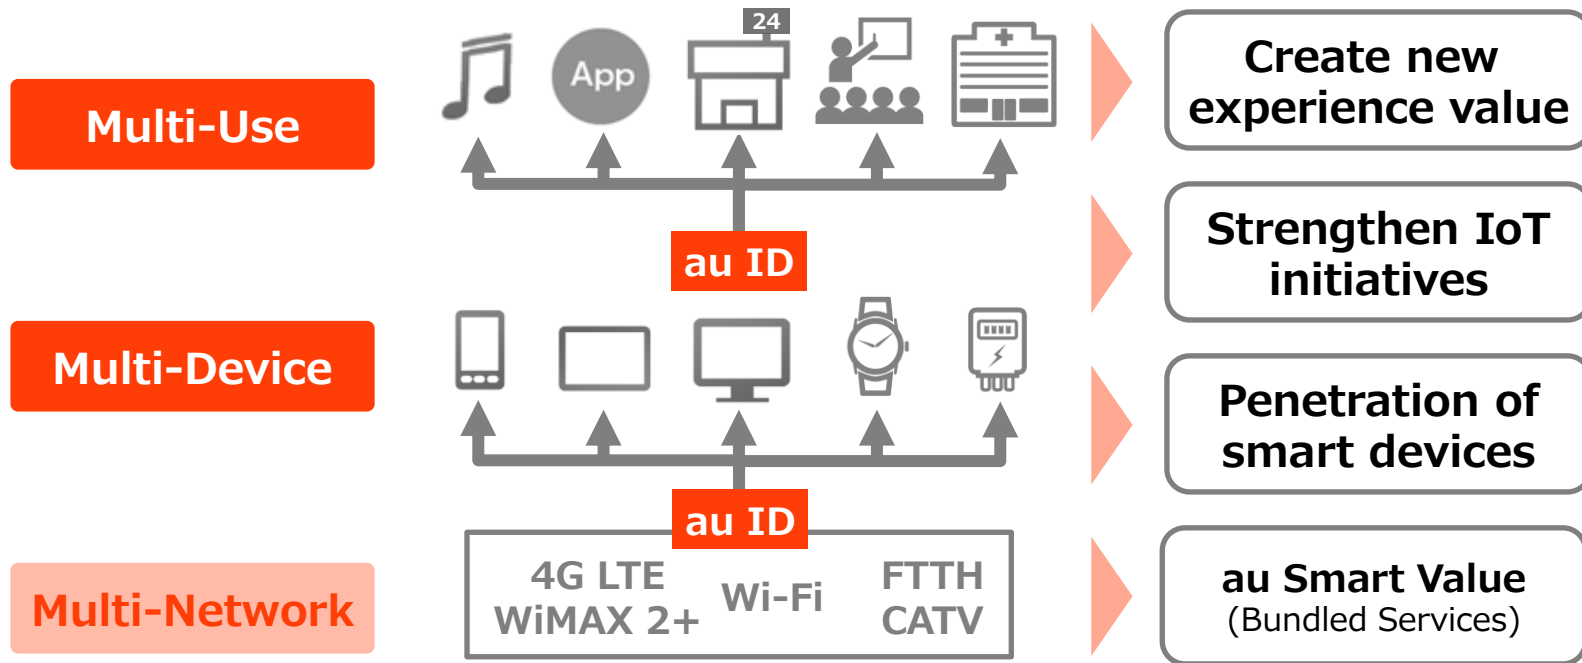 24
App
Multi-Use
Create new
experience value
au ID
Strengthen IoT
initiatives
Multi-Device
Penetration of
smart devices
au ID
4G LTE
WiMAX 2+
Wi-Fi
FTTH
CATV
Multi-Network
au Smart Value
(Bundled Services)